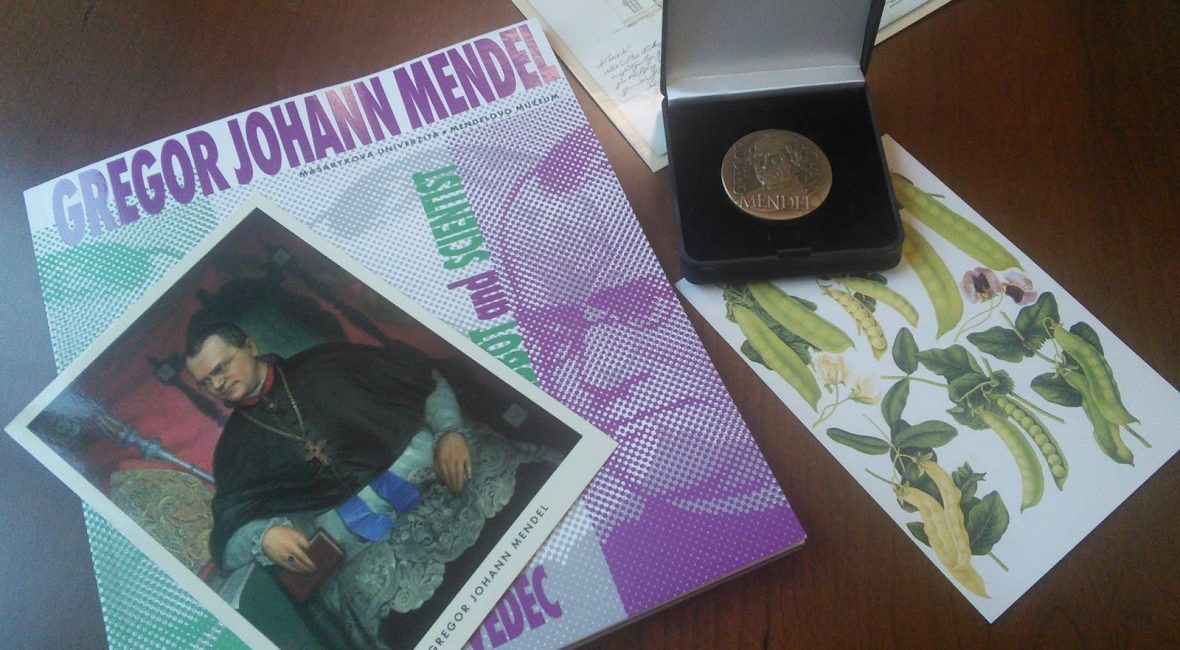 GREGOR JOHANN MENDEL
MASARYKOVA UNIVERZITA • MENDELOVO MUZEUM
and SCIENTIST
VĚDEC
GREGOR JOHANN MENDEL
MENDEL